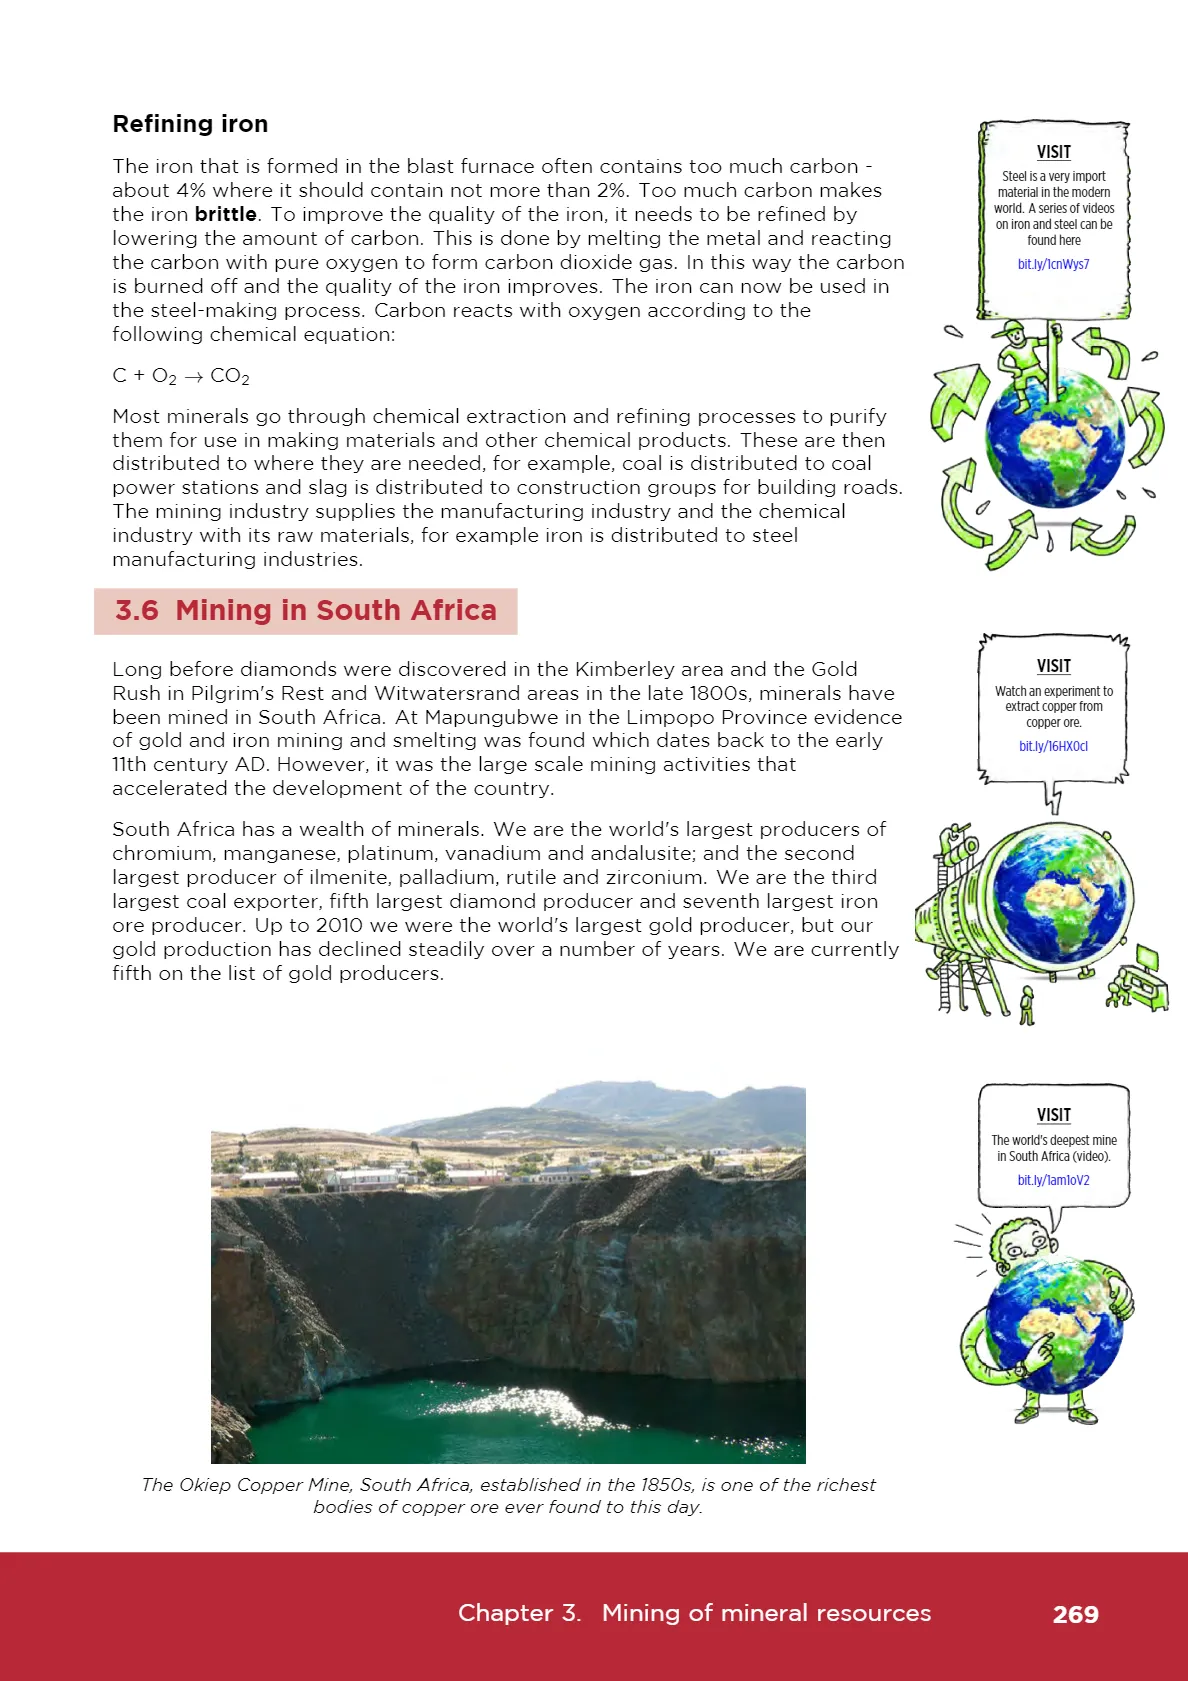 Refining iron
The iron that is formed in the blast furnace often contains too much carbon -
about 4% where it should contain not more than 2%. Too much carbon makes
the iron brittle. To improve the quality of the iron, it needs to be refined by
lowering the amount of carbon. This is done by melting the metal and reacting
the carbon with pure oxygen to form carbon dioxide gas. In this way the carbon
is burned off and the quality of the iron improves. The iron can now be used in
the steel-making process. Carbon reacts with oxygen according to the
following chemical equation:
C + O₂ → CO₂
Most minerals go through chemical extraction and refining processes to purify
them for use in making materials and other chemical products. These are then
distributed to where they are needed, for example, coal is distributed to coal
power stations and slag is distributed to construction groups for building roads.
The mining industry supplies the manufacturing industry and the chemical
industry with its raw materials, for example iron is distributed to steel
manufacturing industries.
3.6 Mining in South Africa
Long before diamonds were discovered in the Kimberley area and the Gold
Rush in Pilgrim's Rest and Witwatersrand areas in the late 1800s, minerals have
been mined in South Africa. At Mapungubwe in the Limpopo Province evidence
of gold and iron mining and smelting was found which dates back to the early
11th century AD. However, it was the large scale mining activities that
accelerated the development of the country.
South Africa has a wealth of minerals. We are the world's largest producers of
chromium, manganese, platinum, vanadium and andalusite; and the second
largest producer of ilmenite, palladium, rutile and zirconium. We are the third
largest coal exporter, fifth largest diamond producer and seventh largest iron
ore producer. Up to 2010 we were the world's largest gold producer, but our
gold production has declined steadily over a number of years. We are currently
fifth on the list of gold producers.
The Okiep Copper Mine, South Africa, established in the 1850s, is one of the richest
bodies of copper ore ever found to this day.
VISIT
Steel is a very import
material in the modern
world. A series of videos
on iron and steel can be
found here
bit.ly/1cnWys7
VISIT
Watch an experiment to
extract copper from
copper ore.
bit.ly/16HX0cI
VISIT
The world's deepest mine
in South Africa (video).
bit.ly/1am1oV2
Chapter 3. Mining of mineral resources
269